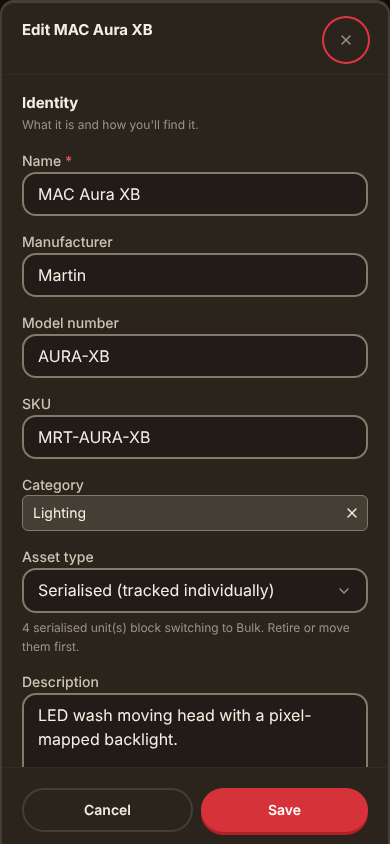 Edit MAC Aura XB
Identity
What it is and how you'll find it.
Name *
MAC Aura XB
Manufacturer
Martin
Model number
AURA-XB
SKU
MRT-AURA-XB
Category
Lighting
Asset type
Serialised (tracked individually)
4 serialised unit(s) block switching to Bulk. Retire or move
them first.
Description
LED wash moving head with a pixel-
mapped backlight.
Cancel
Save